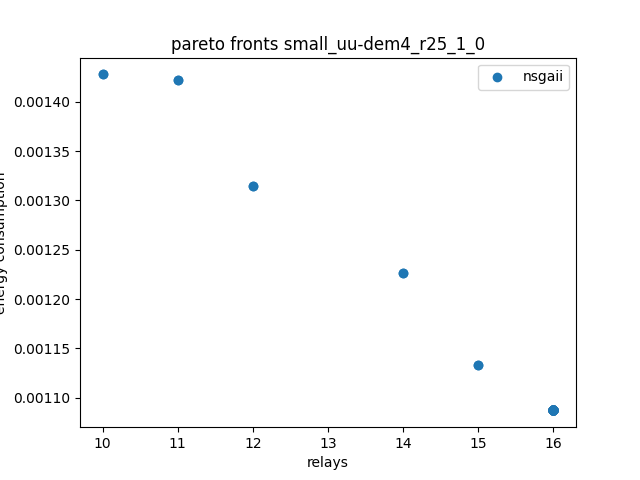 pareto fronts small_uu-dem4_r25_1_0
nsgaii
0.00140
0.00135
0.00130
0.00125
0.00120
0.00115
0.00110
energy consumption
10 11 12 13 14 15 16
relays